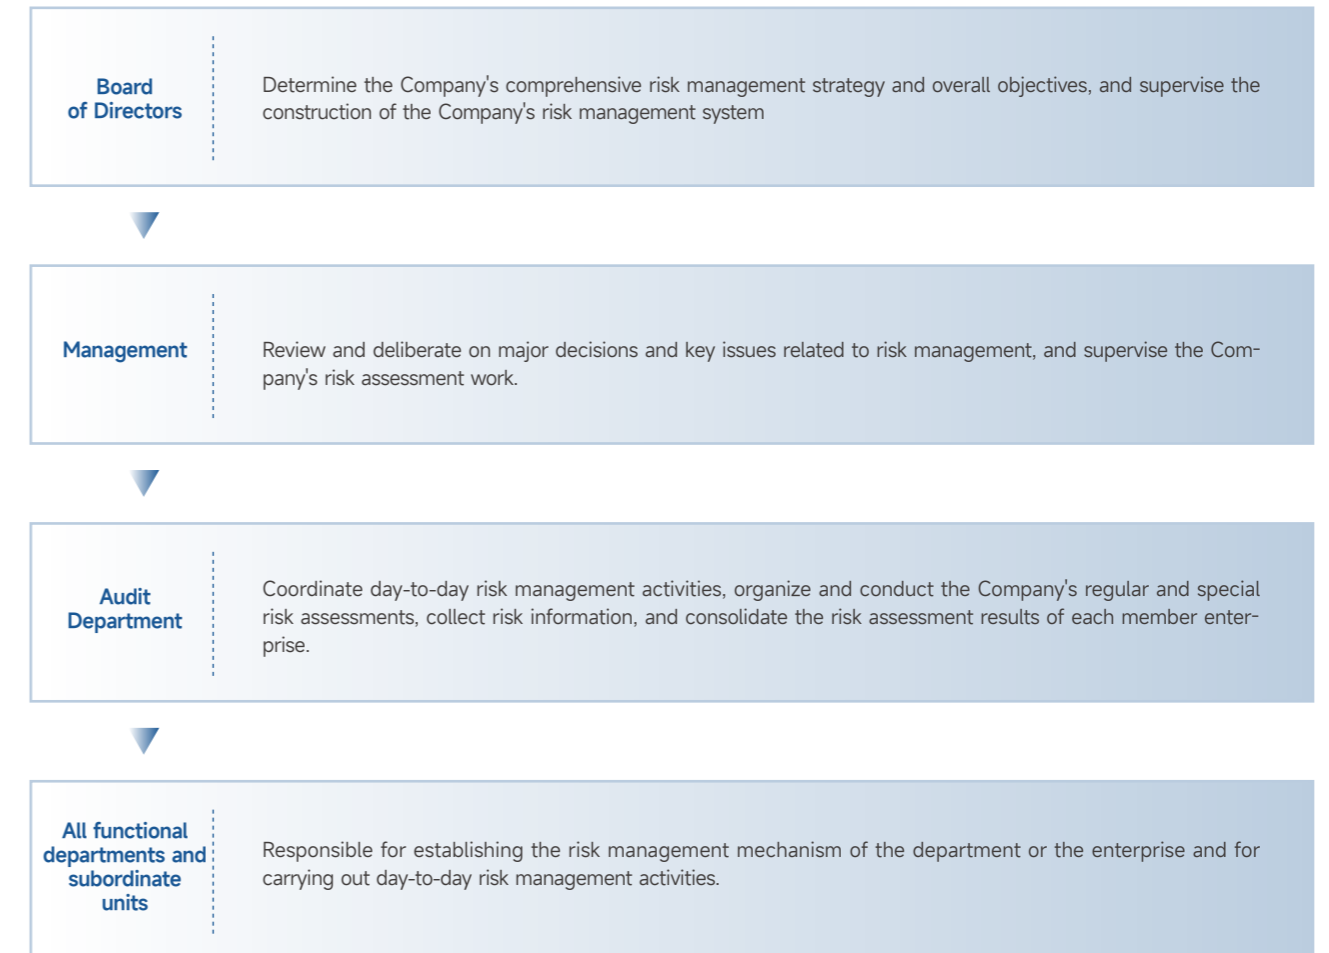 Board
of Directors
Determine the Company's comprehensive risk management strategy and overall objectives, and supervise the
construction of the Company's risk management system
Management
Review and deliberate on major decisions and key issues related to risk management, and supervise the Com-
pany's risk assessment work.
Audit
Department
Coordinate day-to-day risk management activities, organize and conduct the Company's regular and special
risk assessments, collect risk information, and consolidate the risk assessment results of each member enter-
prise.
All functional
departments and
subordinate
units
Responsible for establishing the risk management mechanism of the department or the enterprise and for
carrying out day-to-day risk management activities.